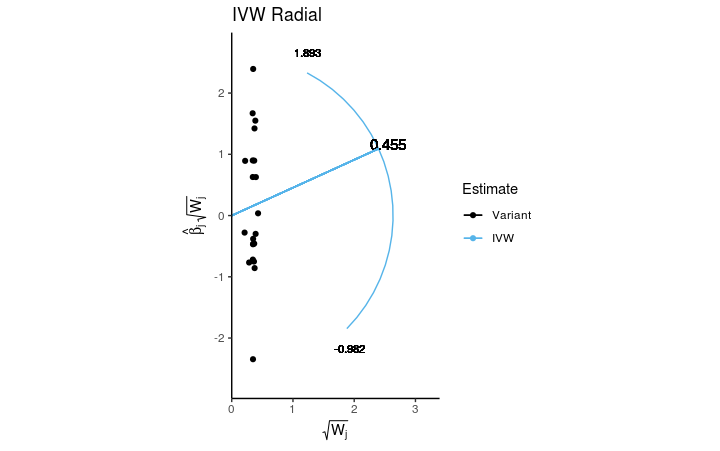 IVW Radial
1.893
2
0.455
1
Estimate
Variant
0
β̂j√Wj
IVW
-1
-2
-0.982
0 1 2 3
√Wj